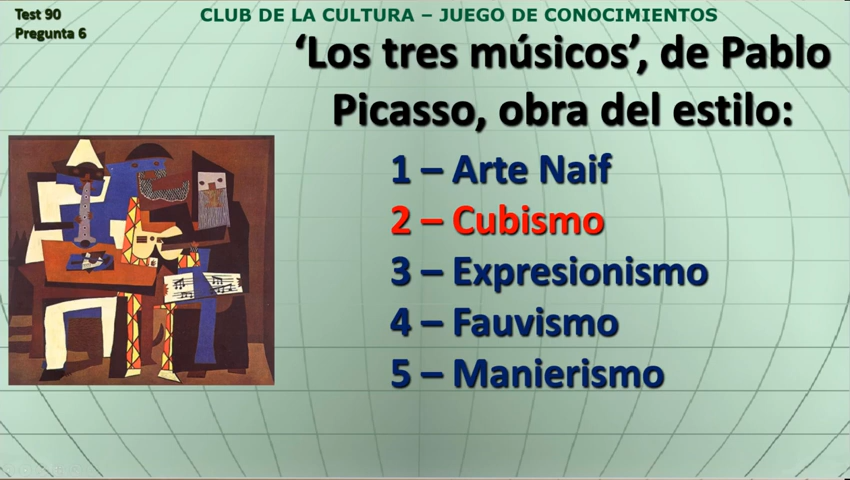 Test 90
Pregunta 6
CLUB DE LA CULTURA – JUEGO DE CONOCIMIENTOS
‘Los tres músicos’, de Pablo
Picasso, obra del estilo:
1 – Arte Naif
2 – Cubismo
3 – Expresionismo
4 – Fauvismo
5 – Manierismo